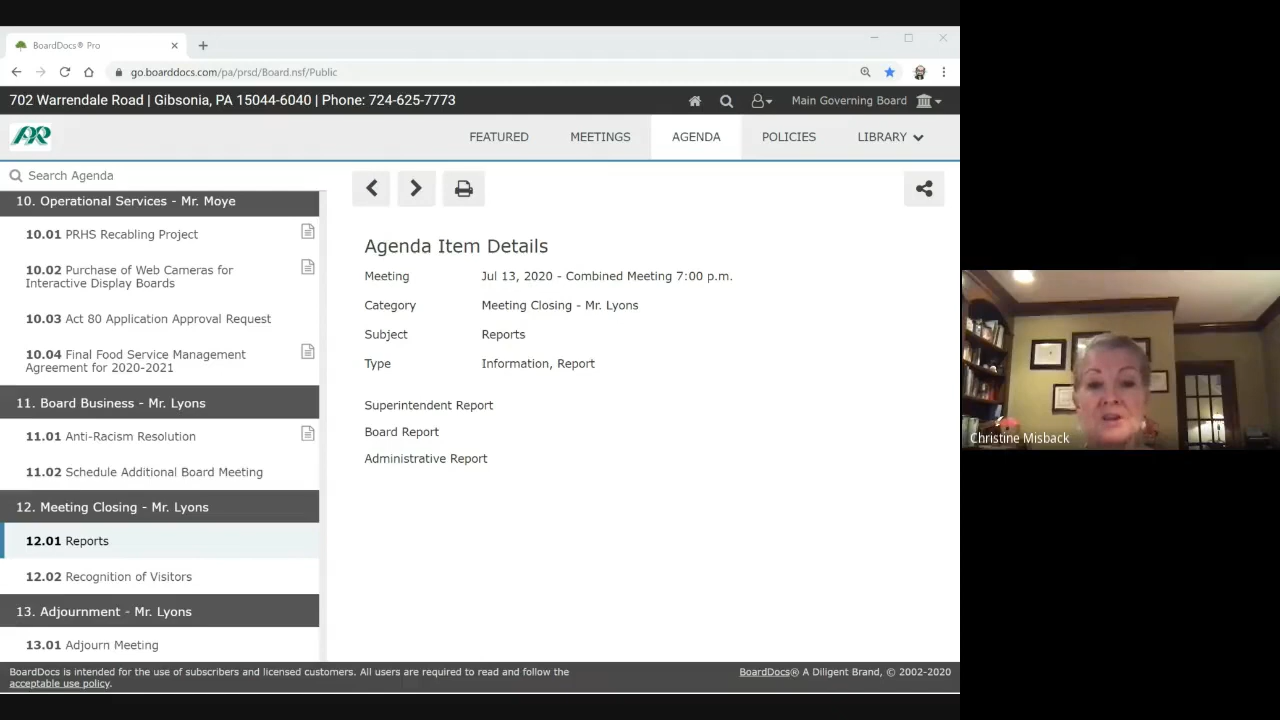 BoardDocs® Pro
go.boarddocs.com/pa/prsd/Board.nsf/Public
702 Warrendale Road | Gibsonia, PA 15044-6040 | Phone: 724-625-7773
Main Governing Board
PR
FEATURED
MEETINGS
AGENDA
POLICIES
LIBRARY
Search Agenda
10. Operational Services - Mr. Moye
10.01 PRHS Recabling Project
10.02 Purchase of Web Cameras for
Interactive Display Boards
10.03 Act 80 Application Approval Request
10.04 Final Food Service Management
Agreement for 2020-2021
11. Board Business - Mr. Lyons
11.01 Anti-Racism Resolution
11.02 Schedule Additional Board Meeting
12. Meeting Closing - Mr. Lyons
12.01 Reports
12.02 Recognition of Visitors
13. Adjournment - Mr. Lyons
13.01 Adjourn Meeting
Agenda Item Details
Meeting Jul 13, 2020 - Combined Meeting 7:00 p.m.
Category Meeting Closing - Mr. Lyons
Subject Reports
Type Information, Report
Superintendent Report
Board Report
Administrative Report
Christine Misback
BoardDocs is intended for the use of subscribers and licensed customers. All users are required to read and follow the
acceptable use policy.
BoardDocs® A Diligent Brand, © 2002-2020